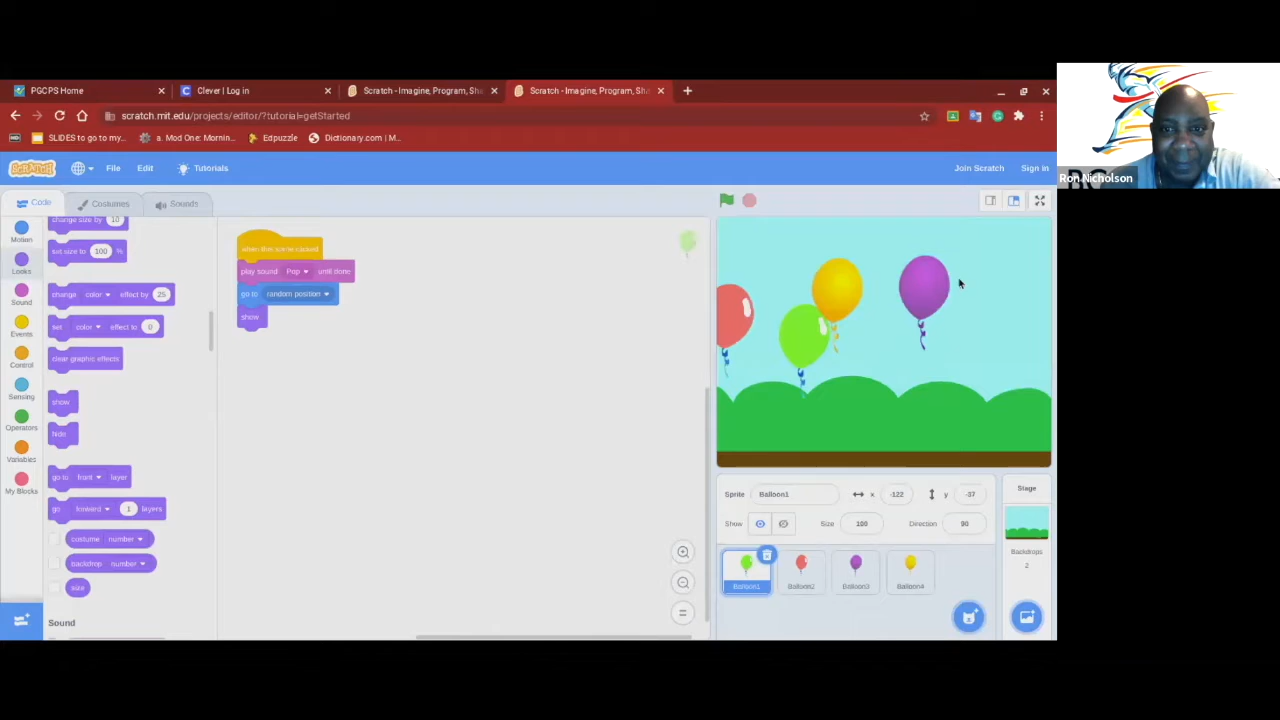 PGCPS Home
Clever | Log in
Scratch - Imagine, Program, Sha
Scratch - Imagine, Program, Sha
scratch.mit.edu/projects/editor/?tutorial=getStarted
SLIDES to go to my...
a. Mod One: Mornin...
Edpuzzle
Dictionary.com | M...
SCRATCH
File
Edit
Tutorials
Join Scratch
Sign in
Ron Nicholson
Code
Costumes
Sounds
Motion
Looks
Sound
Events
Control
Sensing
Operators
Variables
My Blocks
change size by 10
set size to 100 %
change color effect by 25
set color effect to 0
clear graphic effects
show
hide
go to front layer
go forward 1 layers
costume number
backdrop number
size
Sound
when this sprite clicked
play sound Pop until done
go to random position
show
Sprite Balloon1 x -122 y -37
Show Size 100 Direction 90
Balloon1
Balloon2
Balloon3
Balloon4
Stage
Backdrops
2